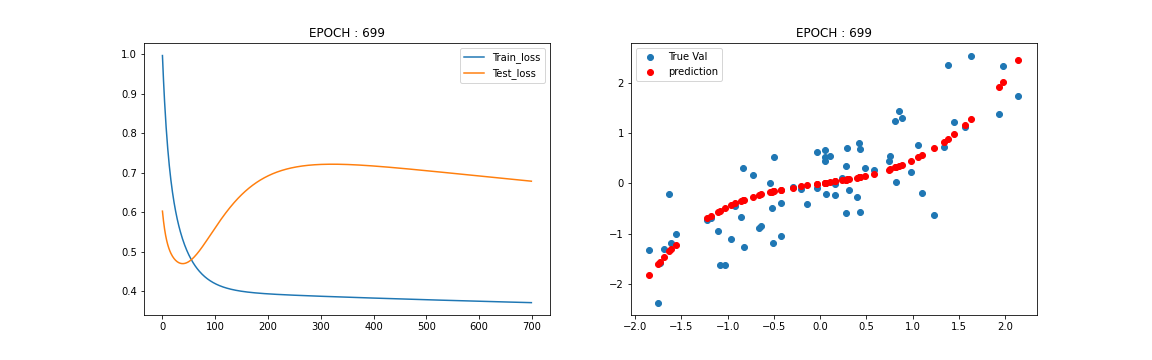 EPOCH : 699
1.0
0.9
0.8
0.7
0.6
0.5
0.4
0 100 200 300 400 500 600 700
Train_loss
Test_loss
EPOCH : 699
2
1
0
−1
−2
−2.0 −1.5 −1.0 −0.5 0.0 0.5 1.0 1.5 2.0
True Val
prediction